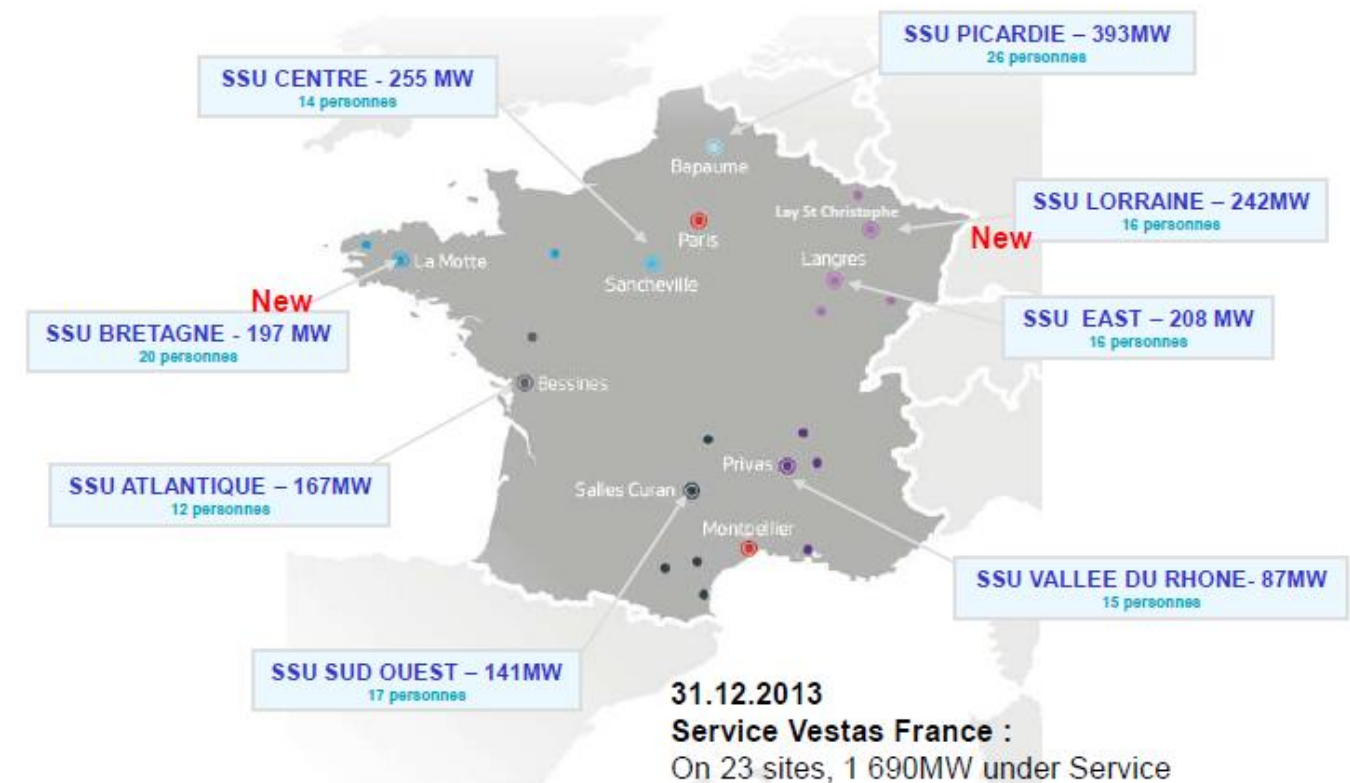 SSU PICARDIE – 393MW
26 personnes
SSU CENTRE - 255 MW
14 personnes
Bapaume
SSU LORRAINE – 242MW
16 personnes
Lay St Christophe
Paris
New
La Motte
Langres
Sancheville
New
SSU BRETAGNE - 197 MW
20 personnes
SSU EAST – 208 MW
16 personnes
Bessines
Privas
SSU ATLANTIQUE – 167MW
12 personnes
Salles Curan
Montpellier
SSU VALLEE DU RHONE- 87MW
15 personnes
SSU SUD OUEST – 141MW
17 personnes
31.12.2013
Service Vestas France :
On 23 sites, 1 690MW under Service